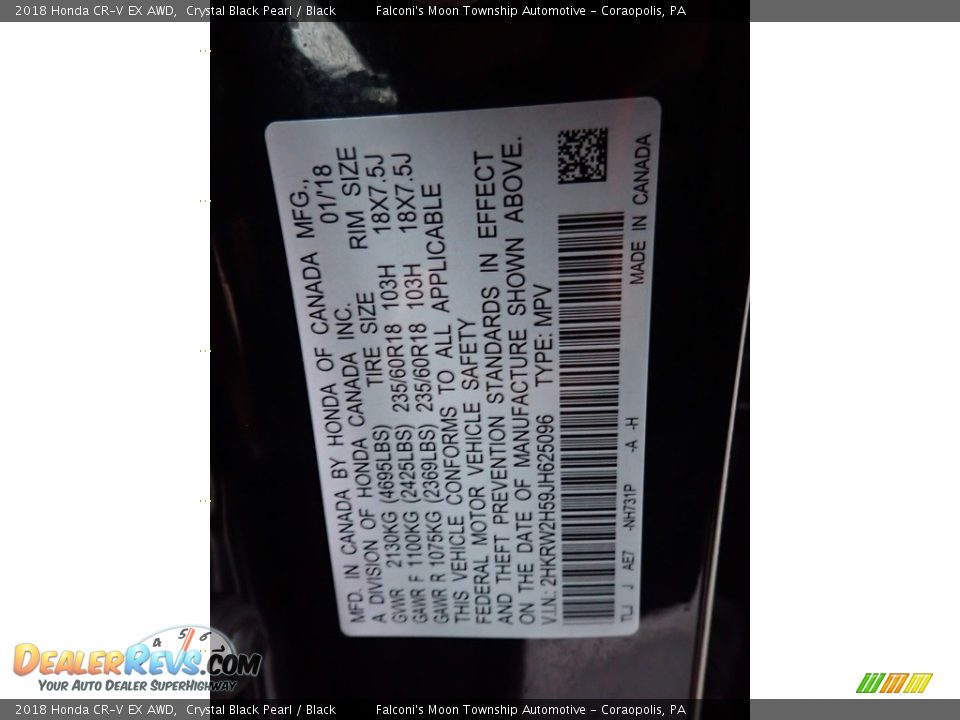 2018 Honda CR-V EX AWD, Crystal Black Pearl / Black Falconi's Moon Township Automotive - Coraopolis, PA
MFD. IN CANADA BY HONDA OF CANADA MFG.,
A DIVISION OF HONDA CANADA INC. 01/'18
TIRE SIZE RIM SIZE
GVWR 2130KG (4695LBS)
GAWR F 1100KG (2425LBS) 235/60R18 103H 18X7.5J
GAWR R 1075KG (2369LBS) 235/60R18 103H 18X7.5J
THIS VEHICLE CONFORMS TO ALL APPLICABLE
FEDERAL MOTOR VEHICLE SAFETY
AND THEFT PREVENTION STANDARDS IN EFFECT
ON THE DATE OF MANUFACTURE SHOWN ABOVE.
V.I.N.: 2HKRW2H59JH625096 TYPE: MPV
TLJ J AE7 -NH731P -A -H MADE IN CANADA
4 5 6
DEALERREVS.COM
YOUR AUTO DEALER SUPERHIGHWAY
2018 Honda CR-V EX AWD, Crystal Black Pearl / Black Falconi's Moon Township Automotive - Coraopolis, PA